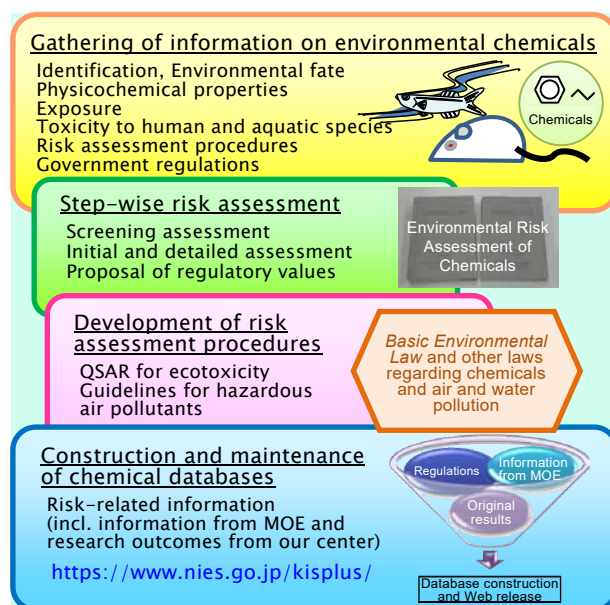 Gathering of information on environmental chemicals
Identification, Environmental fate
Physicochemical properties
Exposure
Toxicity to human and aquatic species
Risk assessment procedures
Government regulations
Chemicals
Step-wise risk assessment
Screening assessment
Initial and detailed assessment
Proposal of regulatory values
Environmental Risk
Assessment of
Chemicals
Development of risk
assessment procedures
QSAR for ecotoxicity
Guidelines for hazardous
air pollutants
Basic Environmental
Law and other laws
regarding chemicals
and air and water
pollution
Construction and maintenance
of chemical databases
Risk-related information
(incl. information from MOE and
research outcomes from our center)
https://www.nies.go.jp/kisplus/
Regulations
Information
from MOE
Original
results
Database construction
and Web release